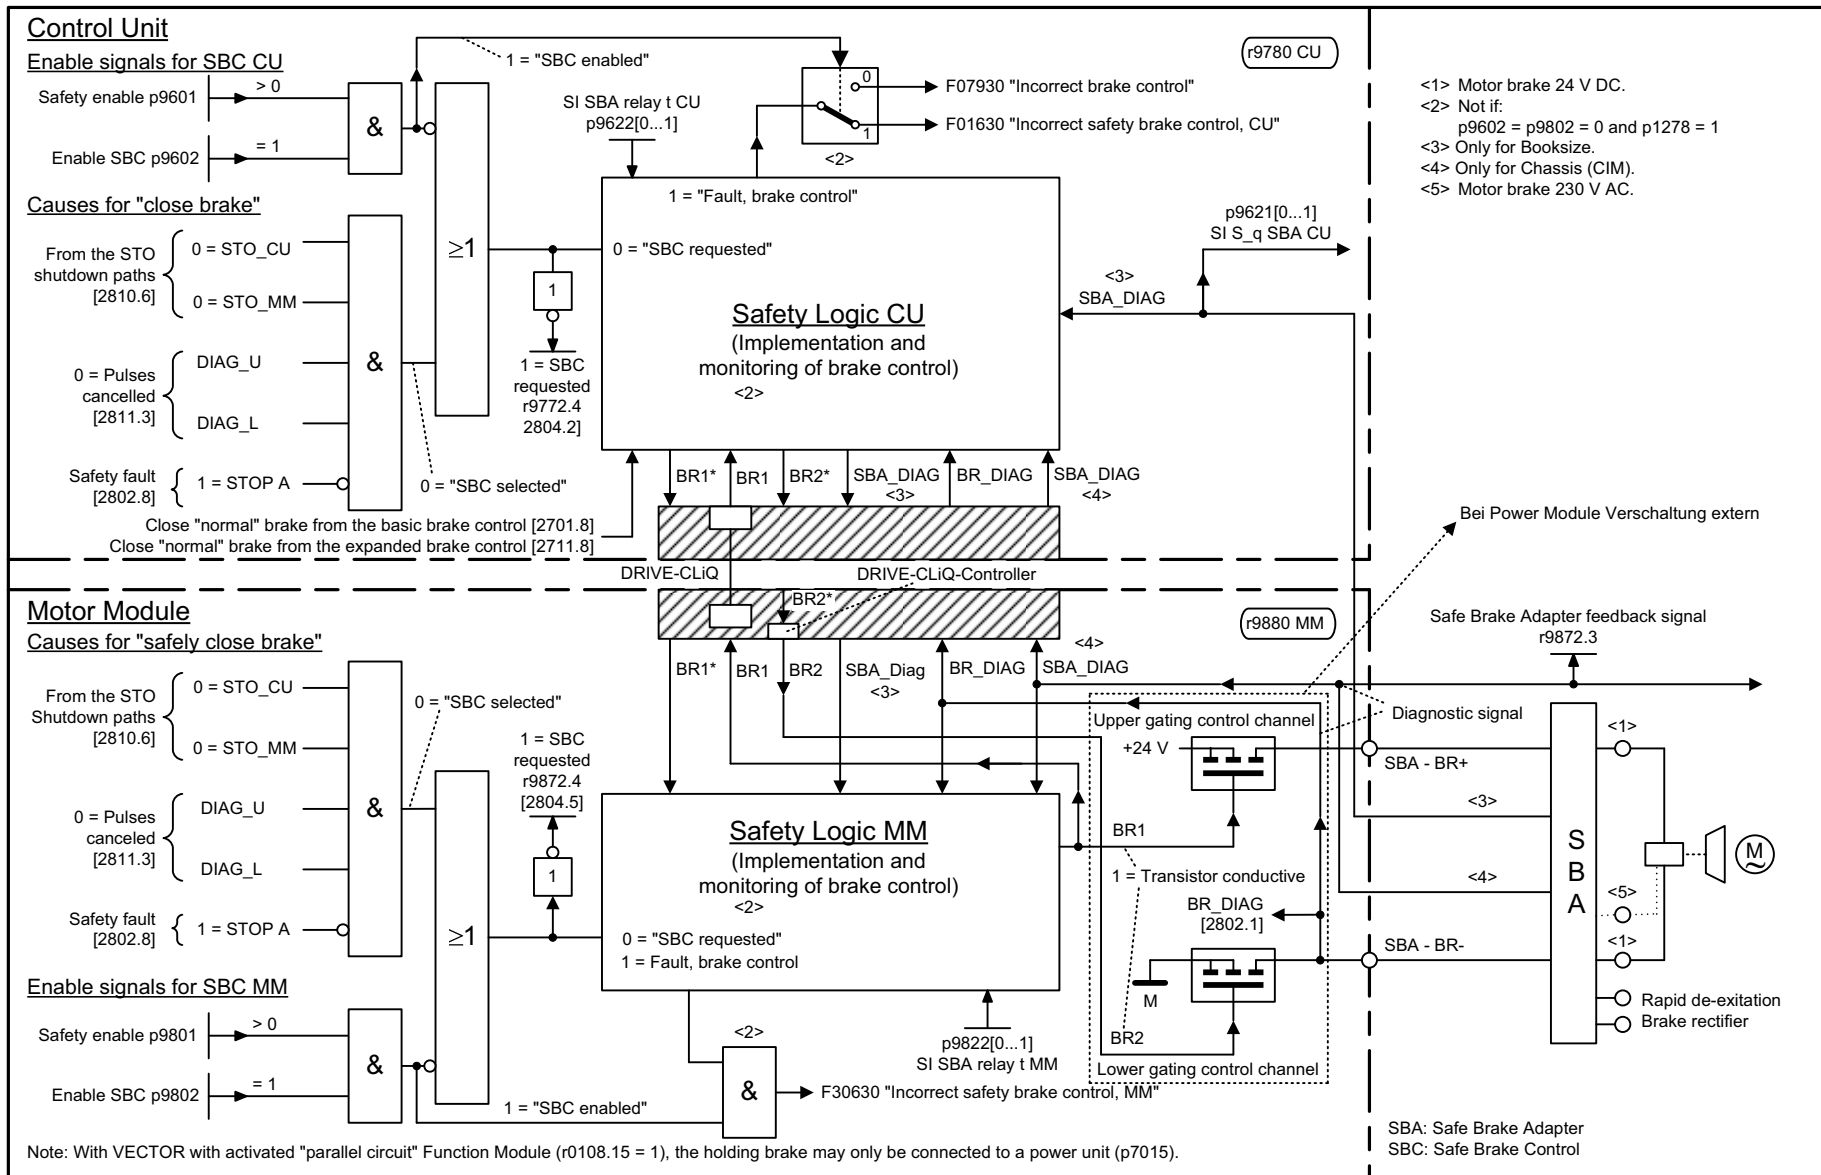 Control Unit
Enable signals for SBC CU
Safety enable p9601
> 0
Enable SBC p9602
= 1
&
1 = "SBC enabled"
SI SBA relay t CU
p9622[0...1]
0
1
<2>
F07930 "Incorrect brake control"
F01630 "Incorrect safety brake control, CU"
r9780 CU
<1> Motor brake 24 V DC.
<2> Not if:
p9602 = p9802 = 0 and p1278 = 1
<3> Only for Booksize.
<4> Only for Chassis (CIM).
<5> Motor brake 230 V AC.
Causes for "close brake"
From the STO
shutdown paths
[2810.6]
0 = STO_CU
0 = STO_MM
0 = Pulses
cancelled
[2811.3]
DIAG_U
DIAG_L
Safety fault
[2802.8]
1 = STOP A
&
≥1
0 = "SBC selected"
1
1 = SBC
requested
r9772.4
2804.2]
1 = "Fault, brake control"
0 = "SBC requested"
Safety Logic CU
(Implementation and
monitoring of brake control)
<2>
p9621[0...1]
SI S_q SBA CU
<3>
SBA_DIAG
Close "normal" brake from the basic brake control [2701.8]
Close "normal" brake from the expanded brake control [2711.8]
BR1*
BR1
BR2*
SBA_DIAG
<3>
BR_DIAG
SBA_DIAG
<4>
Bei Power Module Verschaltung extern
DRIVE-CLiQ
DRIVE-CLiQ-Controller
BR2*
Motor Module
Causes for "safely close brake"
From the STO
Shutdown paths
[2810.6]
0 = STO_CU
0 = STO_MM
0 = Pulses
canceled
[2811.3]
DIAG_U
DIAG_L
Safety fault
[2802.8]
1 = STOP A
&
0 = "SBC selected"
≥1
1 = SBC
requested
r9872.4
[2804.5]
1
BR1*
BR1
BR2
SBA_Diag
<3>
BR_DIAG
<4>
SBA_DIAG
r9880 MM
Safe Brake Adapter feedback signal
r9872.3
Diagnostic signal
Upper gating control channel
+24 V
SBA - BR+
<1>
<3>
<4>
<5>
<1>
SBA - BR-
S
B
A
M
~
Rapid de-exitation
Brake rectifier
Safety Logic MM
(Implementation and
monitoring of brake control)
<2>
0 = "SBC requested"
1 = Fault, brake control
BR1
1 = Transistor conductive
BR_DIAG
[2802.1]
M
BR2
Lower gating control channel
p9822[0...1]
SI SBA relay t MM
Enable signals for SBC MM
Safety enable p9801
> 0
Enable SBC p9802
= 1
&
1 = "SBC enabled"
<2>
&
F30630 "Incorrect safety brake control, MM"
Note: With VECTOR with activated "parallel circuit" Function Module (r0108.15 = 1), the holding brake may only be connected to a power unit (p7015).
SBA: Safe Brake Adapter
SBC: Safe Brake Control